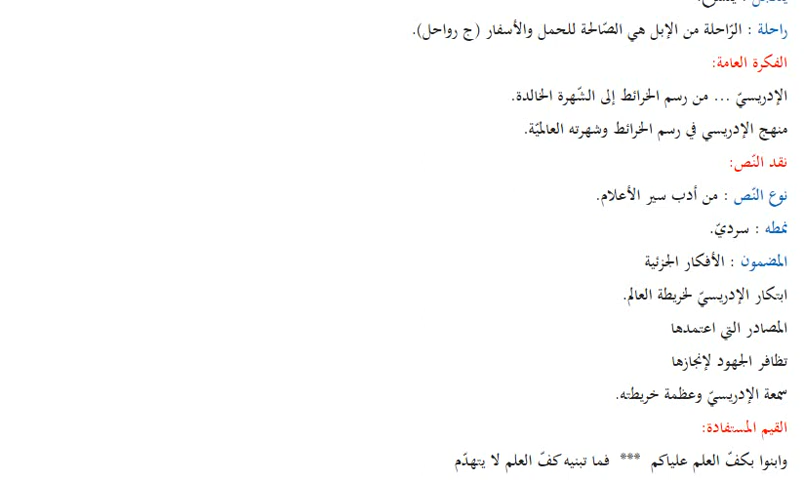 راحلة : الرّاحلة من الإبل هي الصّالحة للحمل والأسفار (ج رواحل).
الفكرة العامة:
الإدريسيّ ... من رسم الخرائط إلى الشّهرة الخالدة.
منهج الإدريسي في رسم الخرائط وشهرته العالميّة.
نقد النّص:
نوع النّص : من أدب سير الأعلام.
نمطه : سرديّ.
المضمون : الأفكار الجزئية
ابتكار الإدريسيّ لخريطة العالم.
المصادر التي اعتمدها
تظافر الجهود لإنجازها
سمعة الإدريسيّ وعظمة خريطته.
القيم المستفادة:
وابنوا بكفّ العلم علياكم *** فما تبنيه كفّ العلم لا يتهدّم